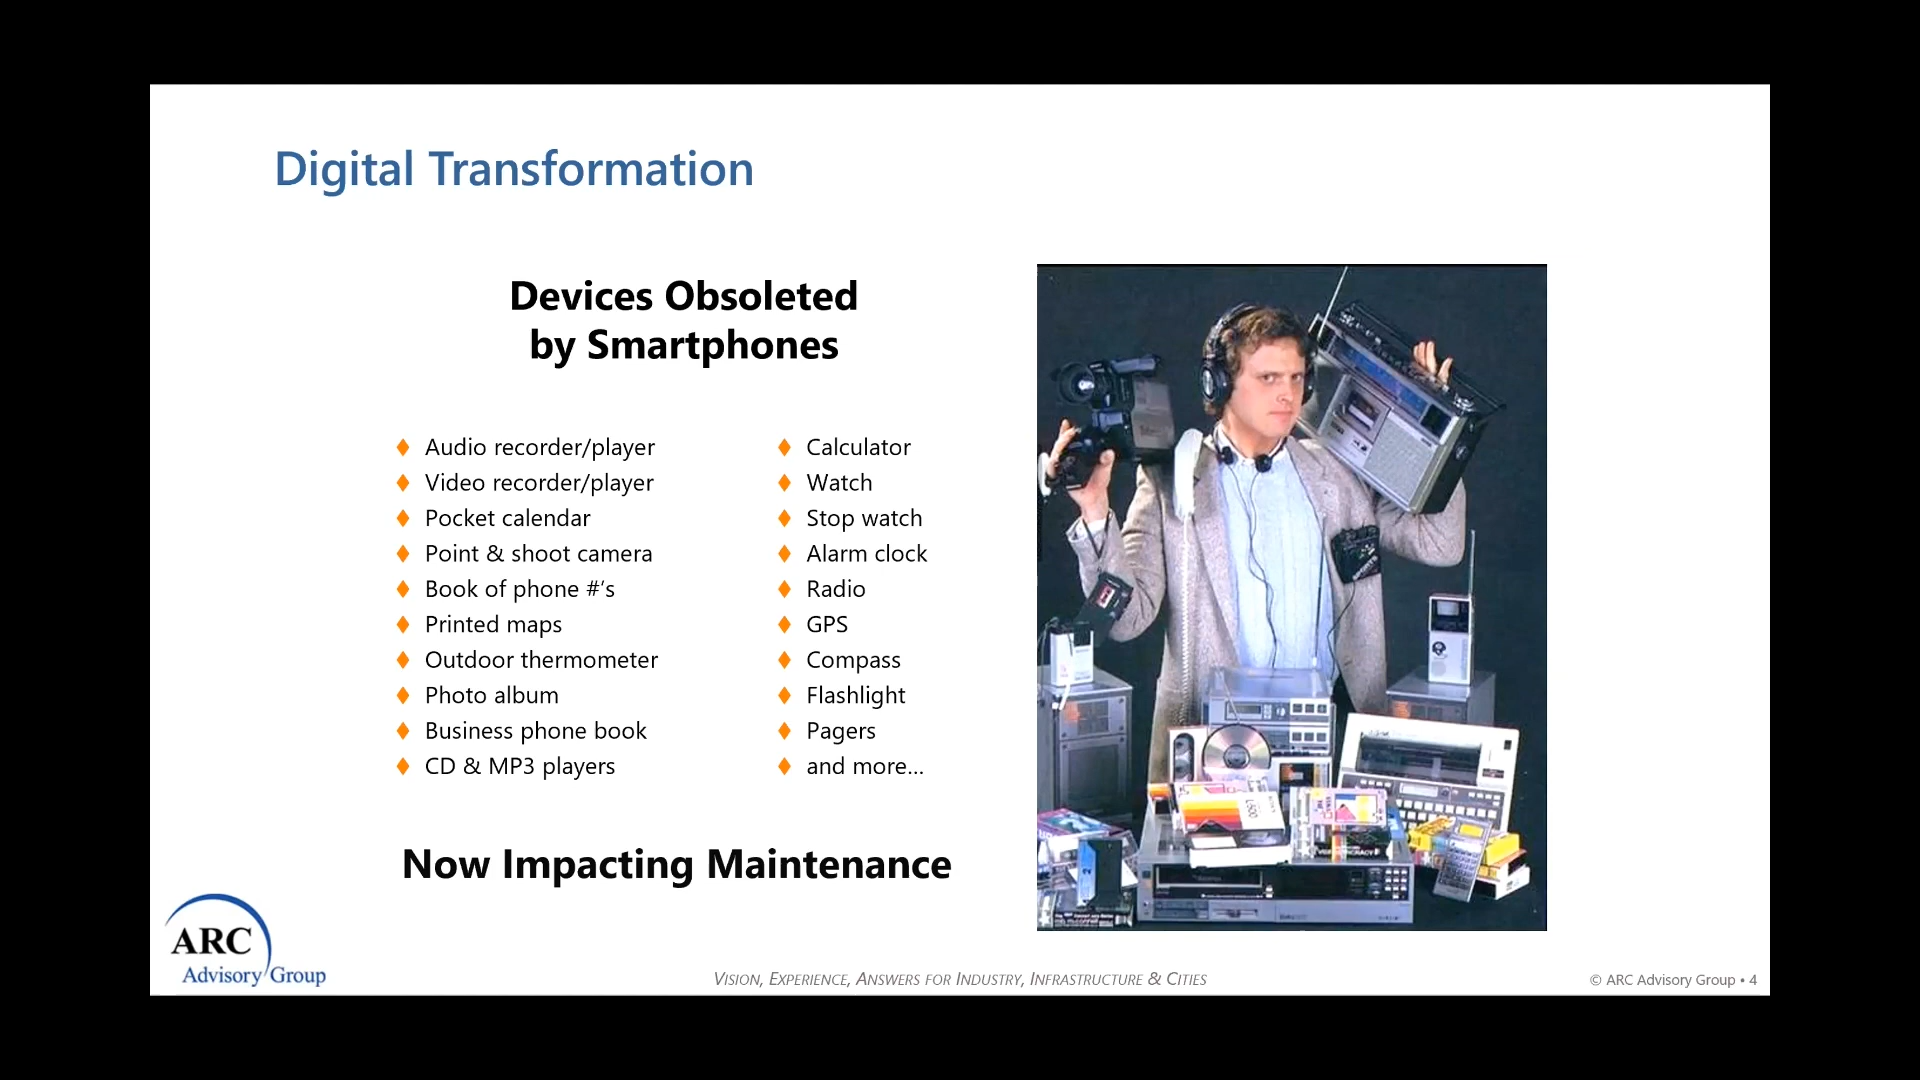 Digital Transformation
Devices Obsoleted
by Smartphones
Audio recorder/player
Video recorder/player
Pocket calendar
Point & shoot camera
Book of phone #'s
Printed maps
Outdoor thermometer
Photo album
Business phone book
CD & MP3 players
Calculator
Watch
Stop watch
Alarm clock
Radio
GPS
Compass
Flashlight
Pagers
and more...
Now Impacting Maintenance
ARC
Advisory Group
VISION, EXPERIENCE, ANSWERS FOR INDUSTRY, INFRASTRUCTURE & CITIES
© ARC Advisory Group • 4